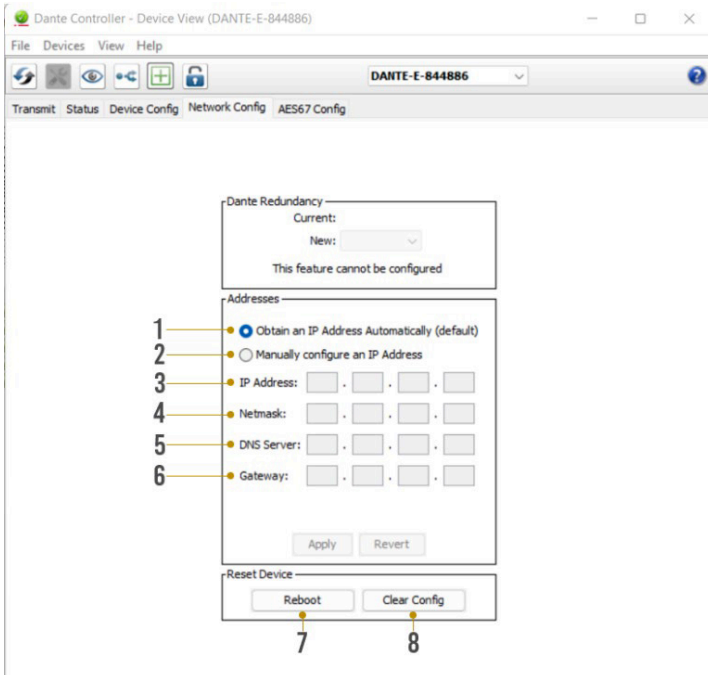 Dante Controller - Device View (DANTE-E-844886)
File Devices View Help
DANTE-E-844886
Transmit Status Device Config Network Config AES67 Config
Dante Redundancy
Current:
New:
This feature cannot be configured
Addresses
1 Obtain an IP Address Automatically (default)
2 Manually configure an IP Address
3 IP Address: . . .
4 Netmask: . . .
5 DNS Server: . . .
6 Gateway: . . .
Apply Revert
Reset Device
Reboot Clear Config
7 8